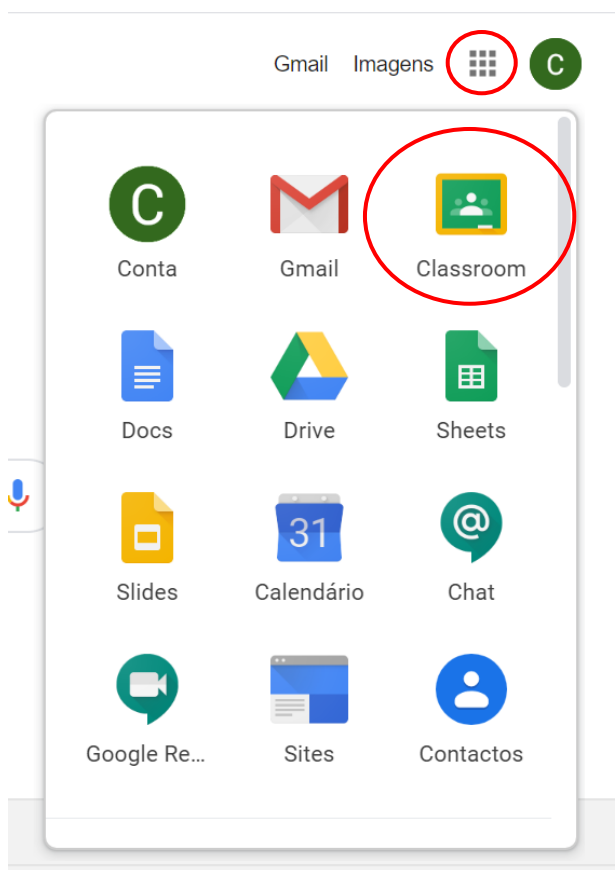 Gmail Imagens C
C
Conta Gmail Classroom
Docs Drive Sheets
31 @
Slides Calendário Chat
Google Re... Sites Contactos